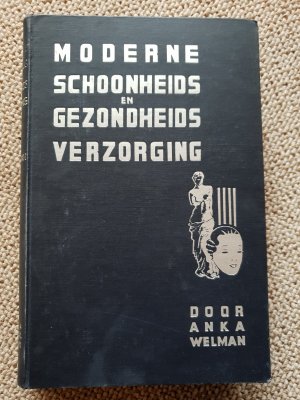 MODERNE
SCHOONHEIDS
EN
GEZONDHEIDS
VERZORGING
DOOR
ANKA
WELMAN